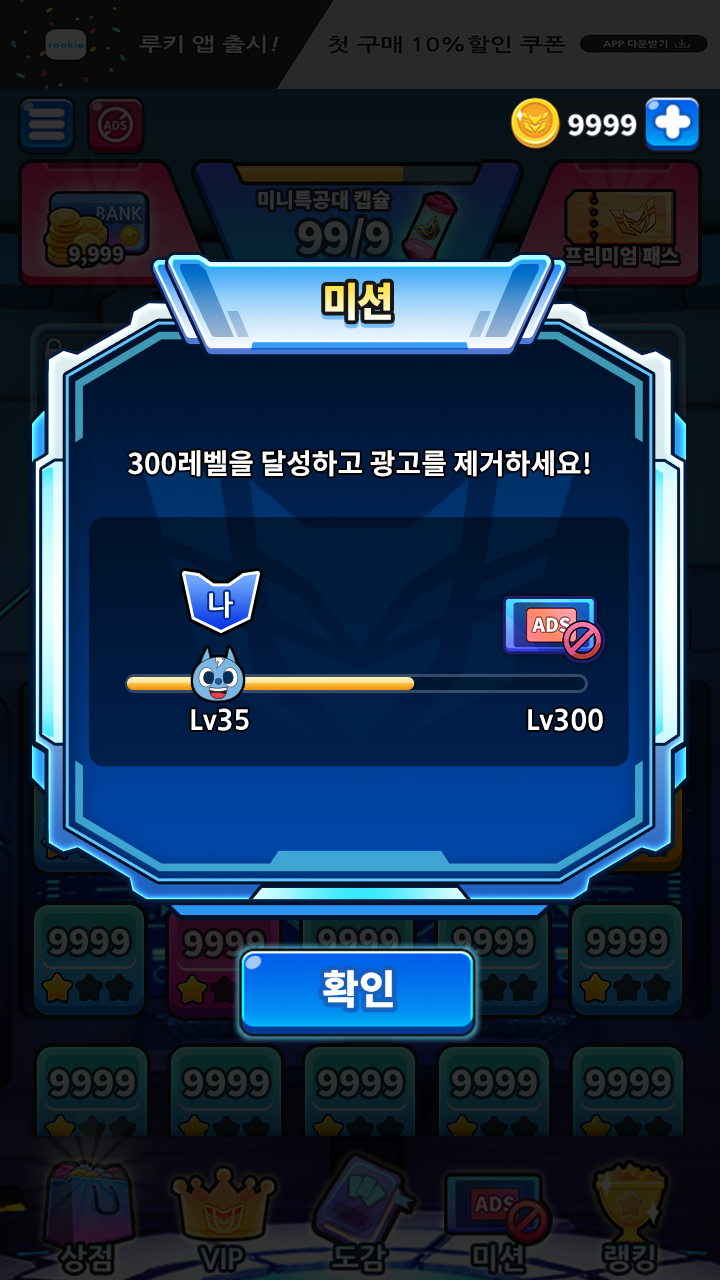 rookie
루키 앱 출시!
첫 구매 10%할인 쿠폰
APP 다운받기
ADS
9999
BANK
9,999
미니특공대 캡슐
99/9
프리미엄 패스
미션
300레벨을 달성하고 광고를 제거하세요!
나
ADS
Lv35
Lv300
9999
9999
9999
9999
9999
확인
9999
9999
9999
9999
9999
ADS
상점
VIP
도감
미션
랭킹